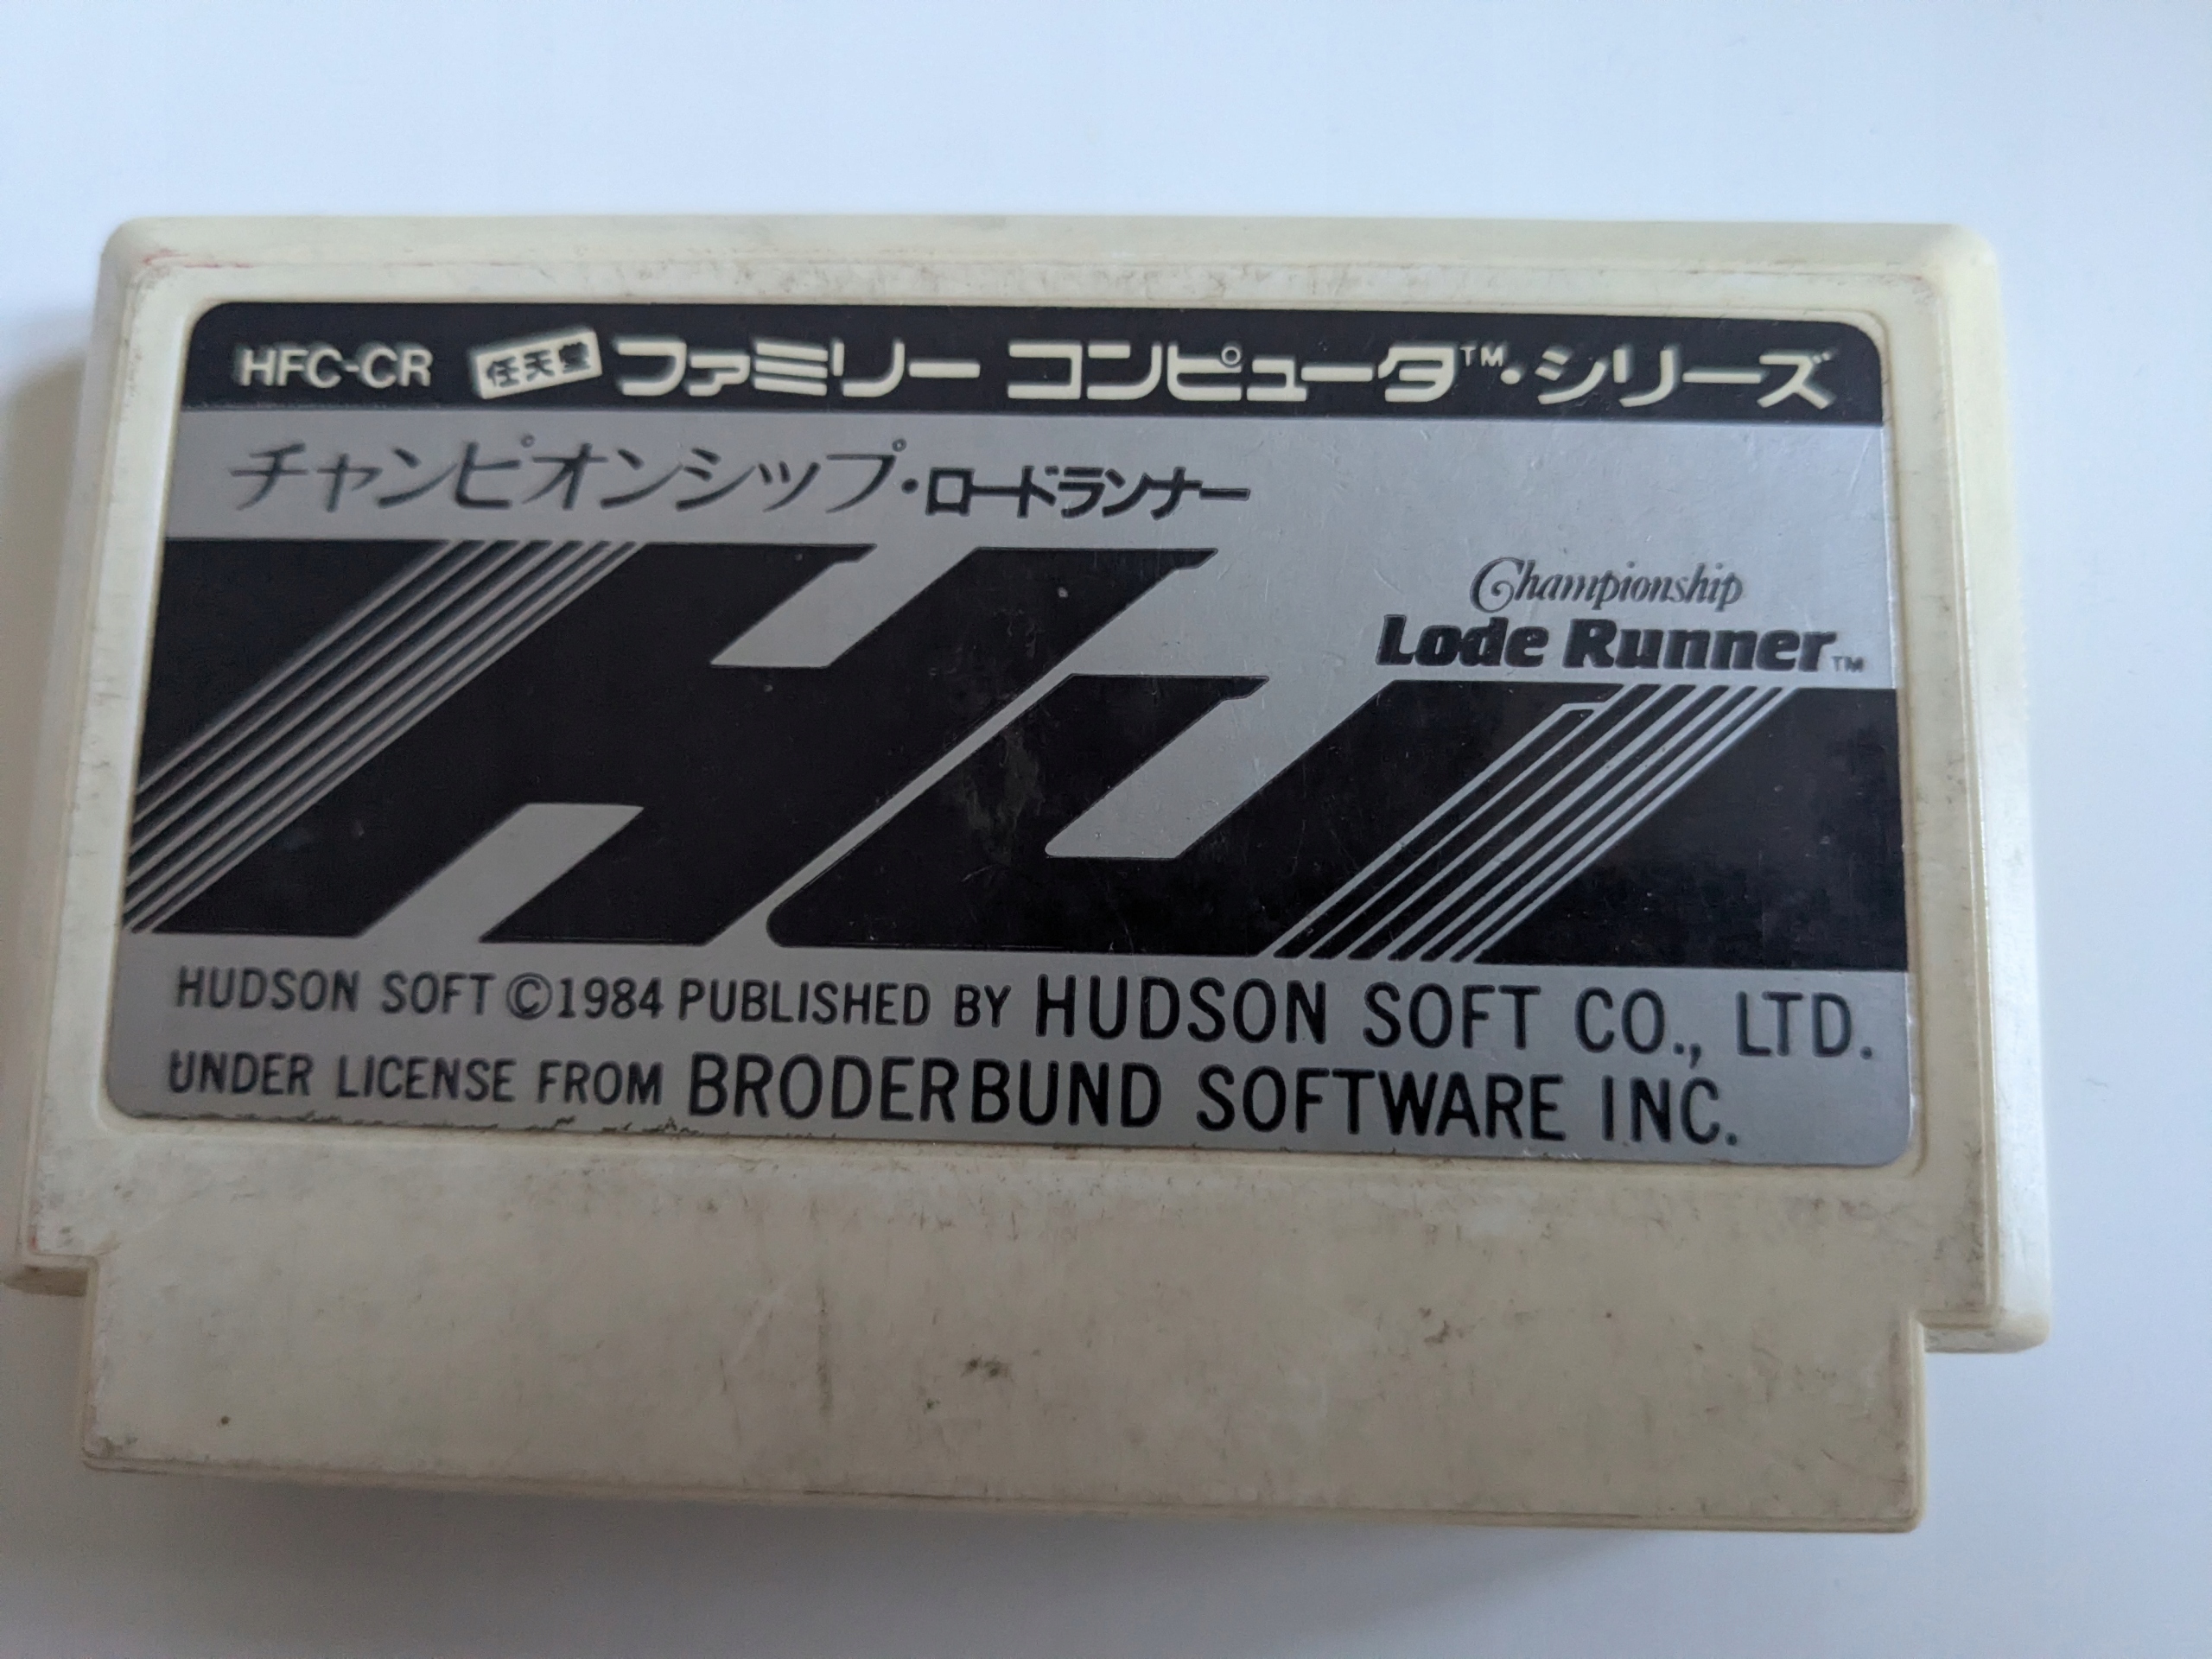 HFC-CR 任天堂 ファミリー コンピュータ™・シリーズ
チャンピオンシップ・ロードランナー
Championship
Lode Runner™
HU
HUDSON SOFT ©1984 PUBLISHED BY HUDSON SOFT CO., LTD.
UNDER LICENSE FROM BRODERBUND SOFTWARE INC.